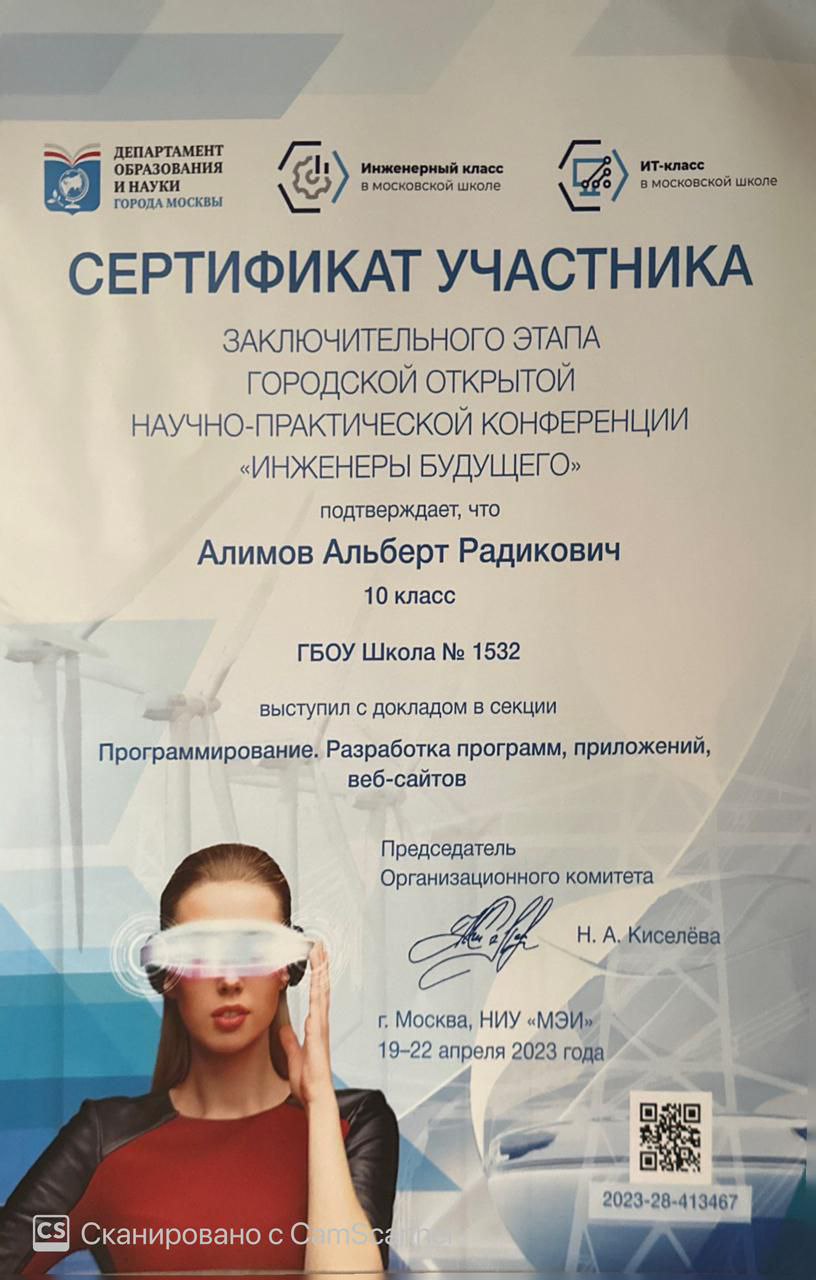 ДЕПАРТАМЕНТ
ОБРАЗОВАНИЯ
И НАУКИ
ГОРОДА МОСКВЫ
Инженерный класс
в московской школе
ИТ-класс
в московской школе
СЕРТИФИКАТ УЧАСТНИКА
ЗАКЛЮЧИТЕЛЬНОГО ЭТАПА
ГОРОДСКОЙ ОТКРЫТОЙ
НАУЧНО-ПРАКТИЧЕСКОЙ КОНФЕРЕНЦИИ
«ИНЖЕНЕРЫ БУДУЩЕГО»
подтверждает, что
Алимов Альберт Радикович
10 класс
ГБОУ Школа № 1532
выступил с докладом в секции
Программирование. Разработка программ, приложений,
веб-сайтов
Председатель
Организационного комитета
Н. А. Киселёва
г. Москва, НИУ «МЭИ»
19–22 апреля 2023 года
2023-28-413467
CS Сканировано с CamScanner